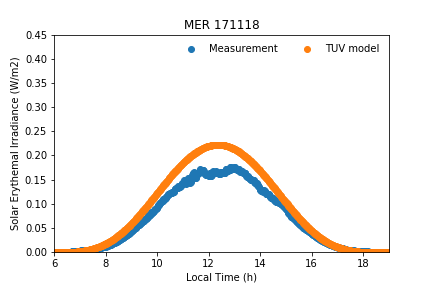 MER 171118
Measurement
TUV model
Solar Erythemal Irradiance (W/m2)
0.45
0.40
0.35
0.30
0.25
0.20
0.15
0.10
0.05
0.00
6 8 10 12 14 16 18
Local Time (h)